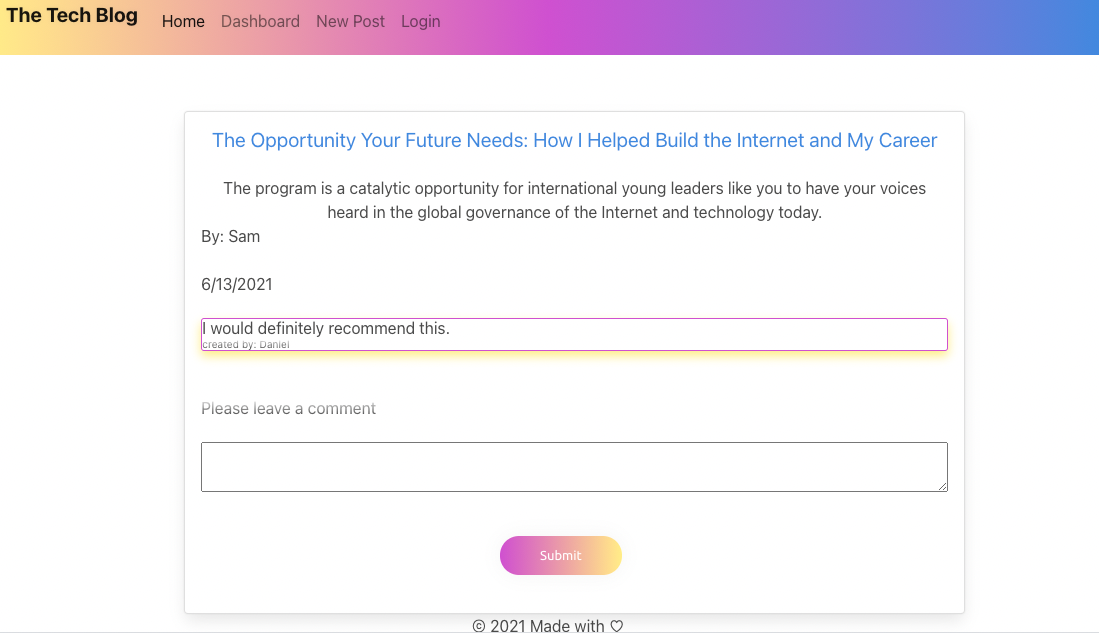 The Tech Blog Home Dashboard New Post Login
The Opportunity Your Future Needs: How I Helped Build the Internet and My Career
The program is a catalytic opportunity for international young leaders like you to have your voices
heard in the global governance of the Internet and technology today.
By: Sam
6/13/2021
I would definitely recommend this.
created by: Daniel
Please leave a comment
Submit
© 2021 Made with ♡